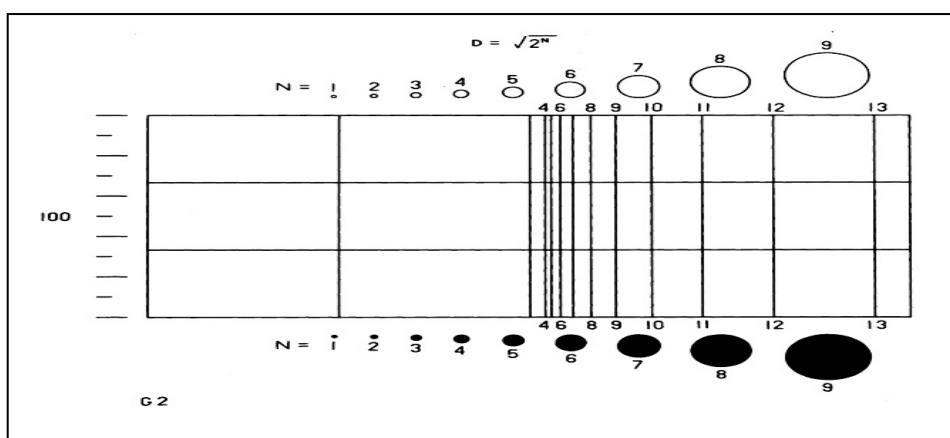 D = √2ᴺ
N = 1 2 3 4 5 6 7 8 9
4 6 8 9 10 11 12 13
100
4 6 8 9 10 11 12 13
N = 1 2 3 4 5 6 7 8 9
G2